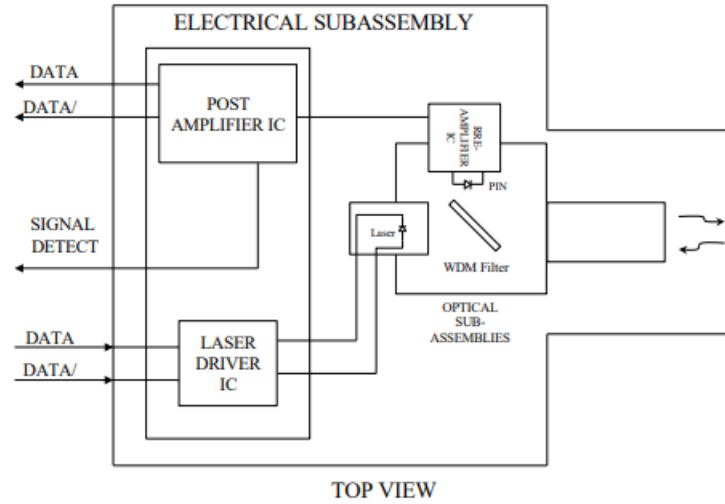 ELECTRICAL SUBASSEMBLY
DATA
DATA/
POST
AMPLIFIER IC
RRE-
AMPLIFIER
IC
PIN
SIGNAL
DETECT
Laser
WDM Filter
OPTICAL
SUB-
ASSEMBLIES
DATA
DATA/
LASER
DRIVER
IC
TOP VIEW